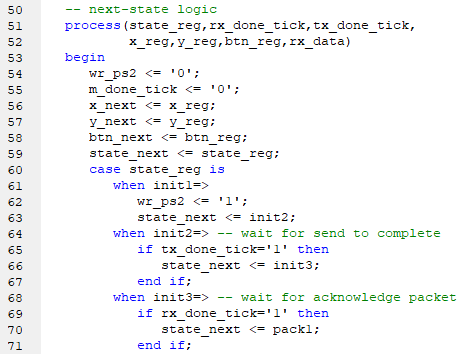 50 -- next-state logic
51 process(state_reg,rx_done_tick,tx_done_tick,
52 x_reg,y_reg,btn_reg,rx_data)
53 begin
54 wr_ps2 <= '0';
55 m_done_tick <= '0';
56 x_next <= x_reg;
57 y_next <= y_reg;
58 btn_next <= btn_reg;
59 state_next <= state_reg;
60 case state_reg is
61 when init1=>
62 wr_ps2 <= '1';
63 state_next <= init2;
64 when init2=> -- wait for send to complete
65 if tx_done_tick='1' then
66 state_next <= init3;
67 end if;
68 when init3=> -- wait for acknowledge packet
69 if rx_done_tick='1' then
70 state_next <= pack1;
71 end if;